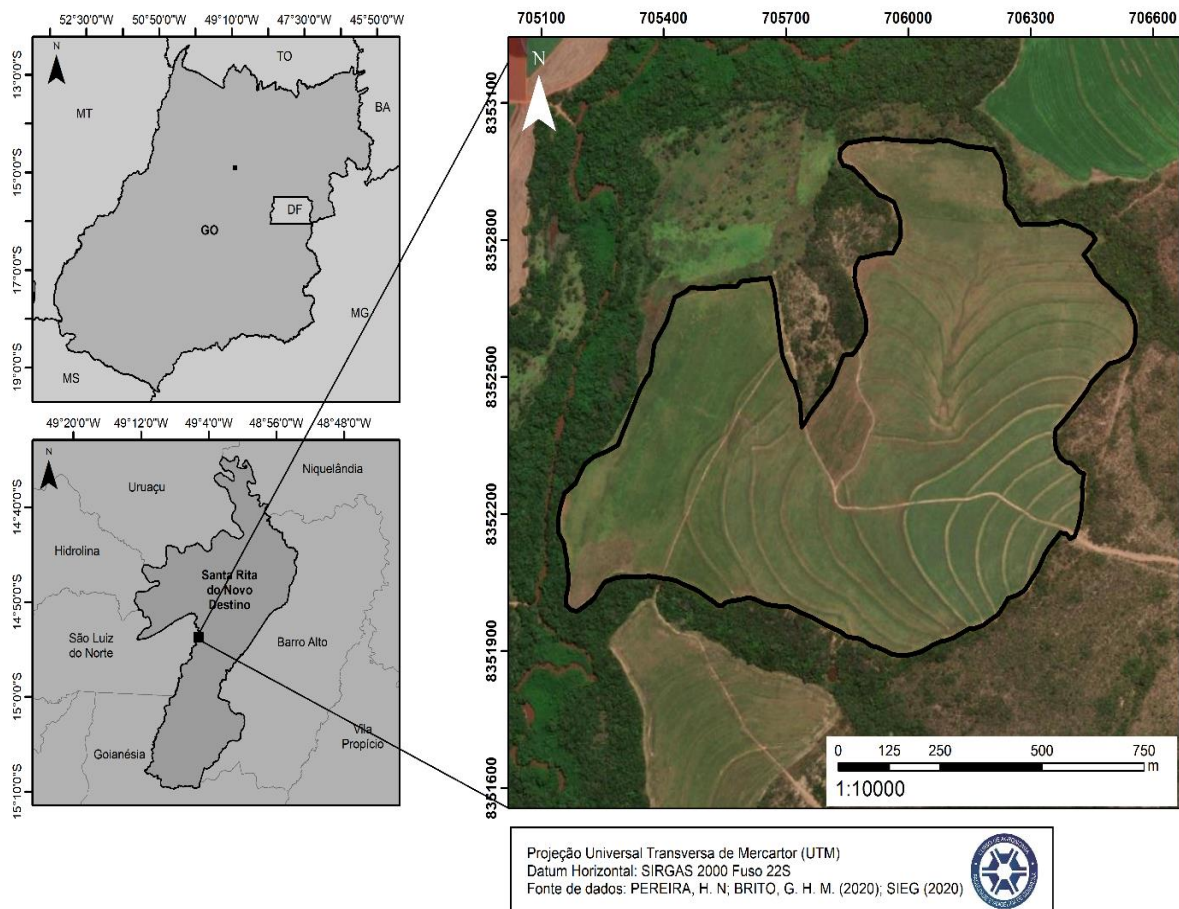 52°30'0"W 50°50'0"W 49°10'0"W 47°30'0"W 45°50'0"W
13°0'0"S
15°0'0"S
17°0'0"S
19°0'0"S
N
TO
MT
BA
DF
GO
MG
MS
49°20'0"W 49°12'0"W 49°4'0"W 48°56'0"W 48°48'0"W
14°40'0"S
14°50'0"S
15°0'0"S
15°10'0"S
N
Niquelândia
Uruaçu
Hidrolina
Santa Rita
do Novo
Destino
São Luiz
do Norte
Barro Alto
Goianésia
Vila
Propício
705100 705400 705700 706000 706300 706600
8353100
8352800
8352500
8352200
8351900
8351600
N
0 125 250 500 750
m
1:10000
Projeção Universal Transversa de Mercartor (UTM)
Datum Horizontal: SIRGAS 2000 Fuso 22S
Fonte de dados: PEREIRA, H. N; BRITO, G. H. M. (2020); SIEG (2020)